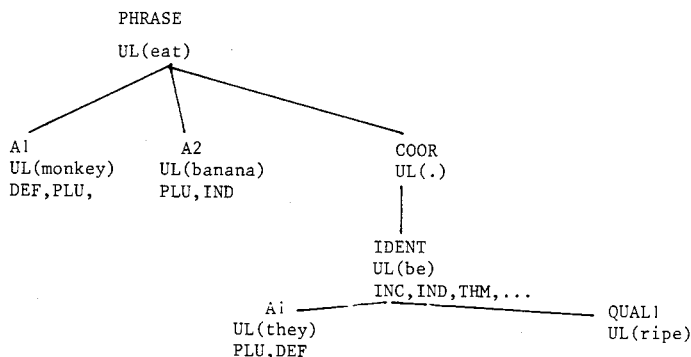 PHRASE
UL(eat)
A1
UL(monkey)
DEF,PLU,
A2
UL(banana)
PLU,IND
COOR
UL(.)
IDENT
UL(be)
INC,IND,THM,...
A1
UL(they)
PLU,DEF
QUAL1
UL(ripe)